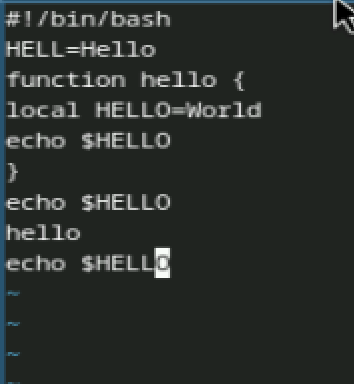 #!/bin/bash
HELL=Hello
function hello {
local HELLO=World
echo $HELLO
}
echo $HELLO
hello
echo $HELLO
~
~
~
~